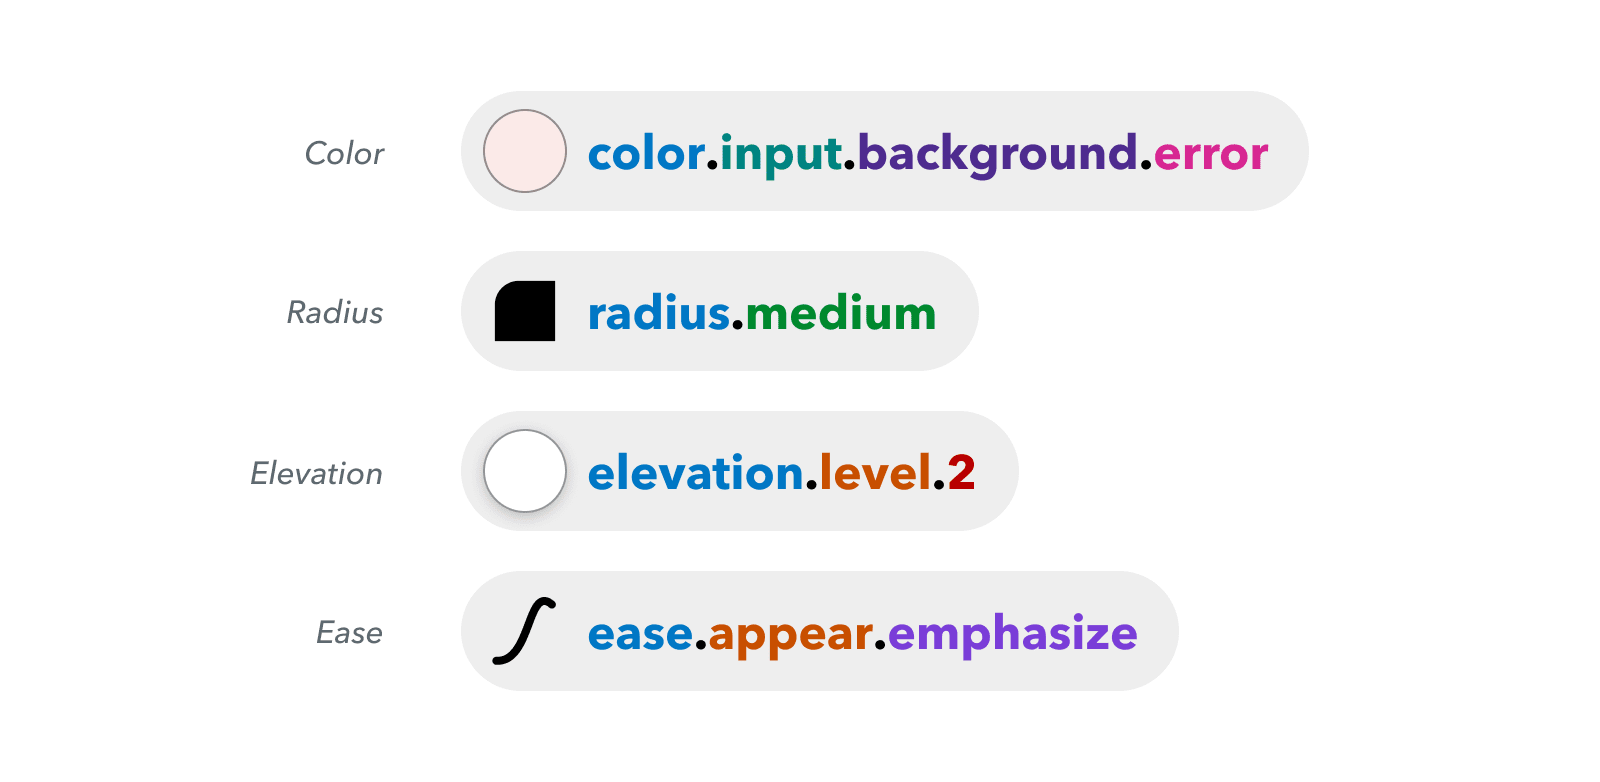 Color
color.input.background.error
Radius
radius.medium
Elevation
elevation.level.2
Ease
ease.appear.emphasize